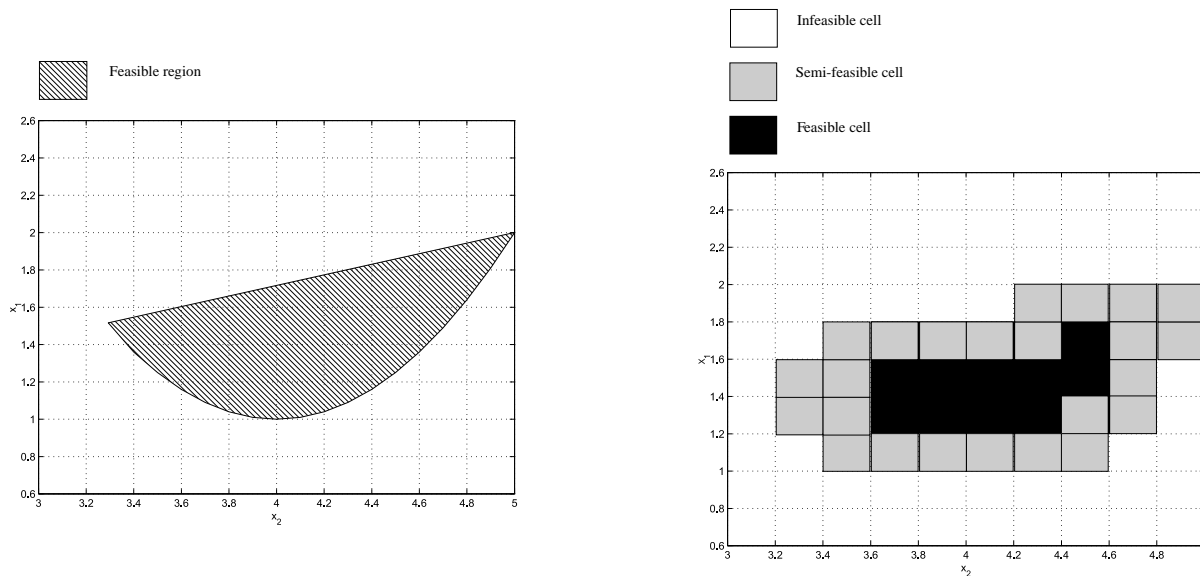 Feasible region
2.6
2.4
2.2
2
1.8
1.6
1.4
1.2
1
0.8
0.6
x1
3 3.2 3.4 3.6 3.8 4 4.2 4.4 4.6 4.8 5
x2
Infeasible cell
Semi-feasible cell
Feasible cell
2.6
2.4
2.2
2
1.8
1.6
1.4
1.2
1
0.8
0.6
x1
3 3.2 3.4 3.6 3.8 4 4.2 4.4 4.6 4.8
x2